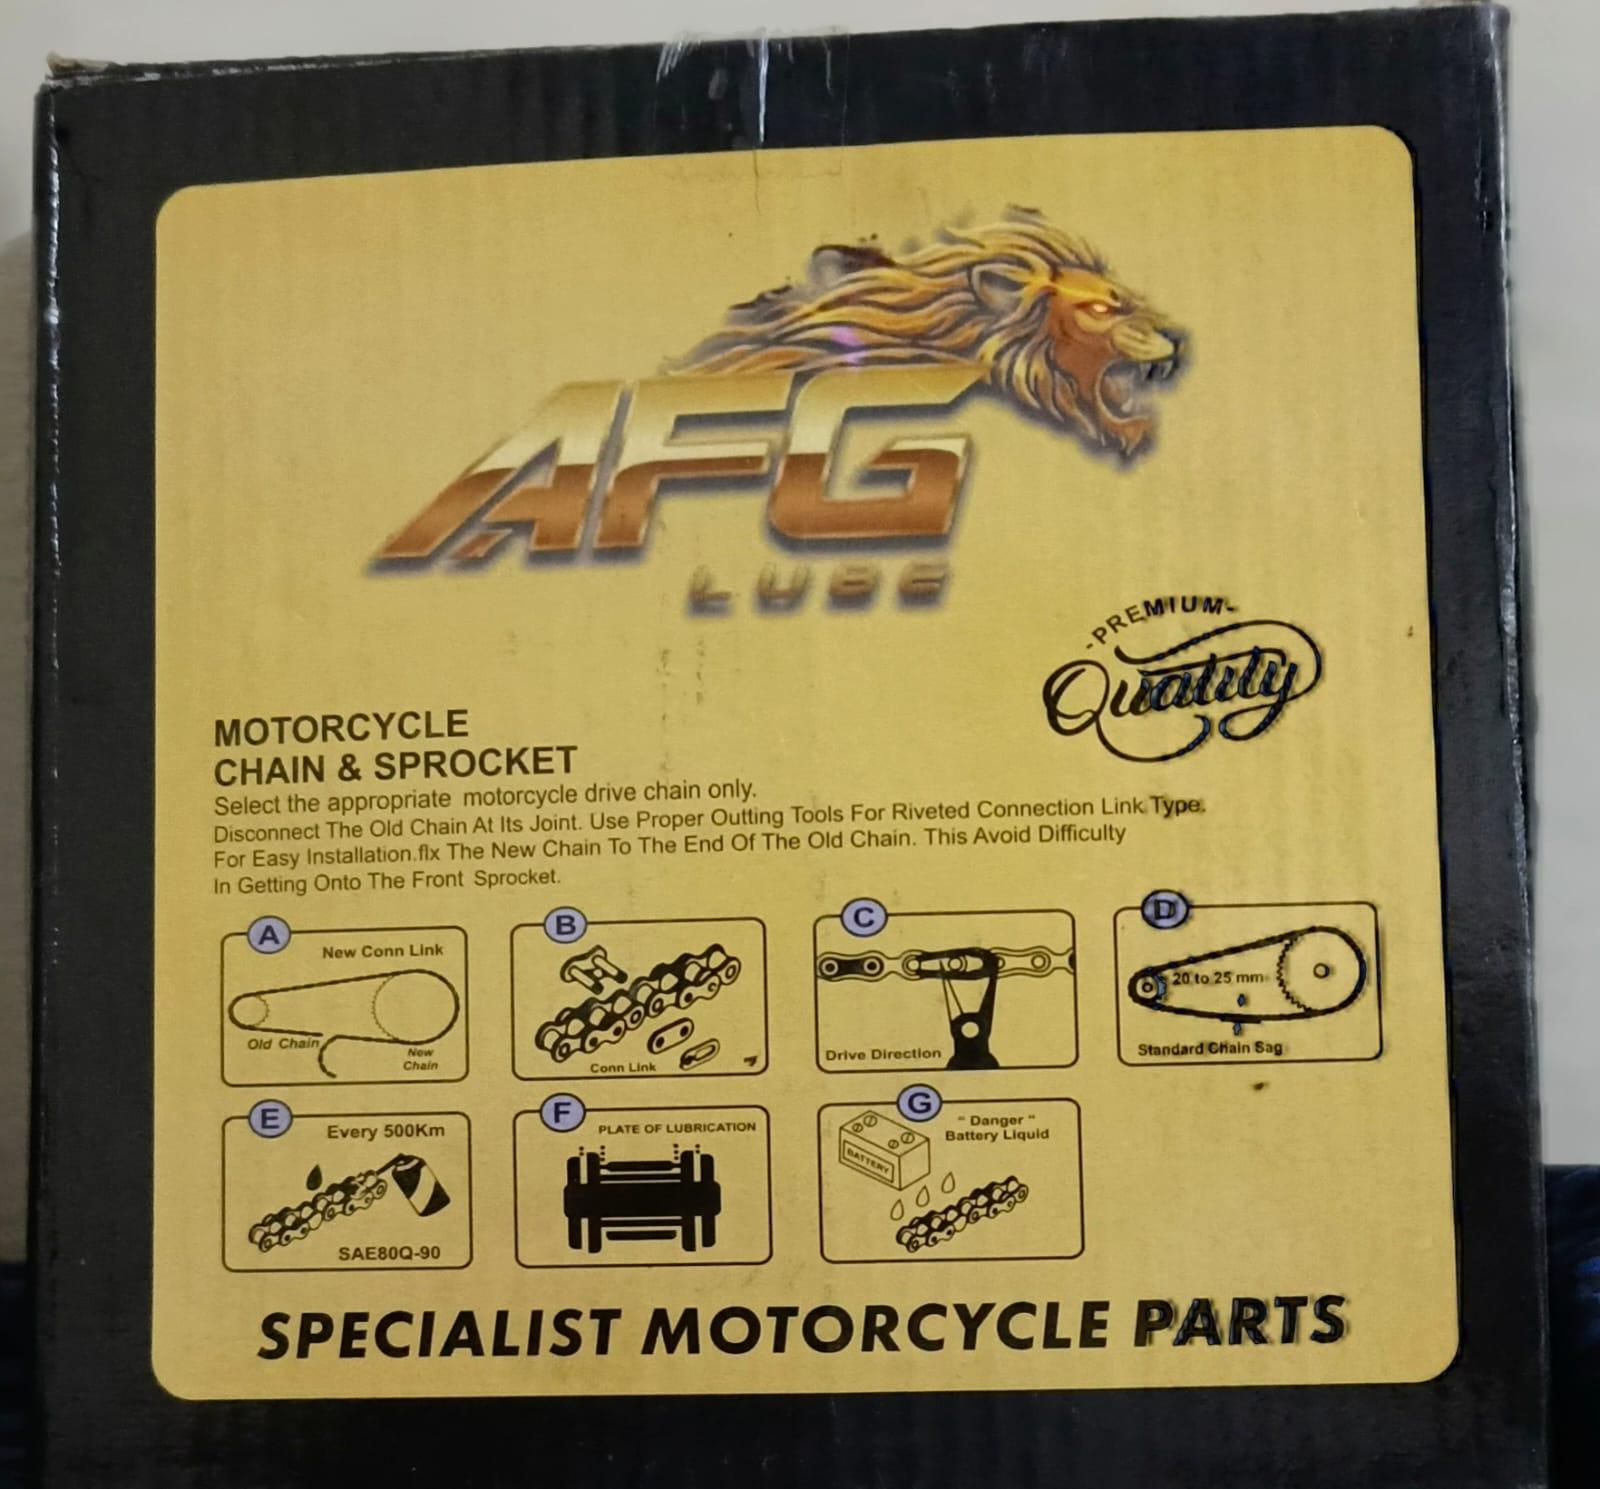 AFG
LUBE
-PREMIUM-
Quality
MOTORCYCLE
CHAIN & SPROCKET
Select the appropriate motorcycle drive chain only.
Disconnect The Old Chain At Its Joint. Use Proper Outting Tools For Riveted Connection Link Type.
For Easy Installation.flx The New Chain To The End Of The Old Chain. This Avoid Difficulty
In Getting Onto The Front Sprocket.
A
New Conn Link
Old Chain
New
Chain
B
Conn Link
C
Drive Direction
D
20 to 25 mm
Standard Chain Sag
E
Every 500Km
SAE80Q-90
F
PLATE OF LUBRICATION
G
" Danger "
Battery Liquid
BATTERY
SPECIALIST MOTORCYCLE PARTS